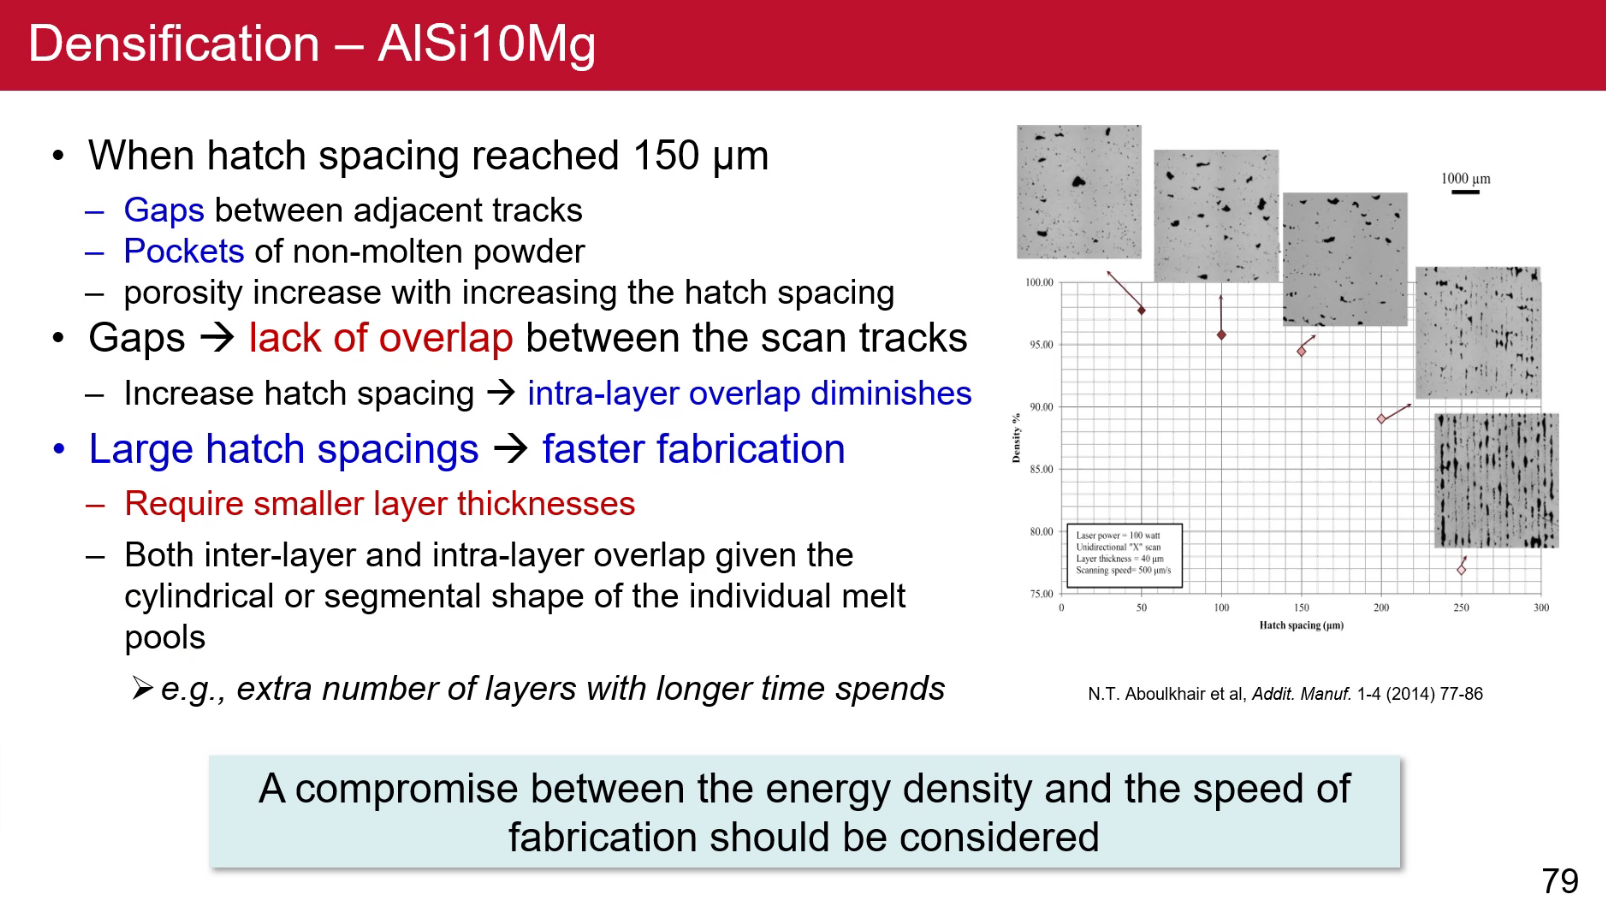 Densification – AlSi10Mg
• When hatch spacing reached 150 µm
– Gaps between adjacent tracks
– Pockets of non-molten powder
– porosity increase with increasing the hatch spacing
• Gaps → lack of overlap between the scan tracks
– Increase hatch spacing → intra-layer overlap diminishes
• Large hatch spacings → faster fabrication
– Require smaller layer thicknesses
– Both inter-layer and intra-layer overlap given the
cylindrical or segmental shape of the individual melt
pools
➢ e.g., extra number of layers with longer time spends
1000 µm
100.00
95.00
90.00
85.00
80.00
75.00
Density %
Laser power = 100 watt
Unidirectional "X" scan
Layer thickness = 40 µm
Scanning speed= 500 µm/s
0 50 100 150 200 250 300
Hatch spacing (µm)
N.T. Aboulkhair et al, Addit. Manuf. 1-4 (2014) 77-86
A compromise between the energy density and the speed of
fabrication should be considered
79